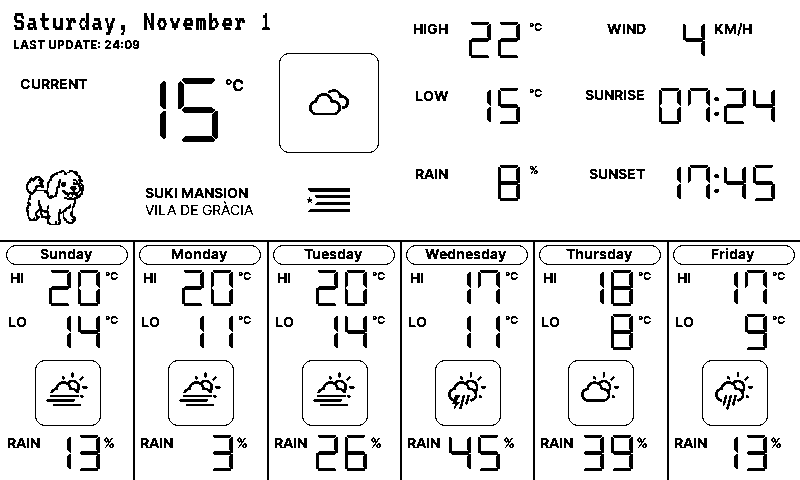 Saturday, November 1
LAST UPDATE: 24:09
CURRENT 15 °C
SUKI MANSION
VILA DE GRÀCIA
HIGH 22 °C
LOW 15 °C
RAIN 8 %
WIND 4 KM/H
SUNRISE 07:24
SUNSET 17:45
Sunday
HI 20 °C
LO 14 °C
RAIN 13 %
Monday
HI 20 °C
LO 11 °C
RAIN 3 %
Tuesday
HI 20 °C
LO 14 °C
RAIN 26 %
Wednesday
HI 17 °C
LO 11 °C
RAIN 45 %
Thursday
HI 18 °C
LO 8 °C
RAIN 39 %
Friday
HI 17 °C
LO 9 °C
RAIN 13 %